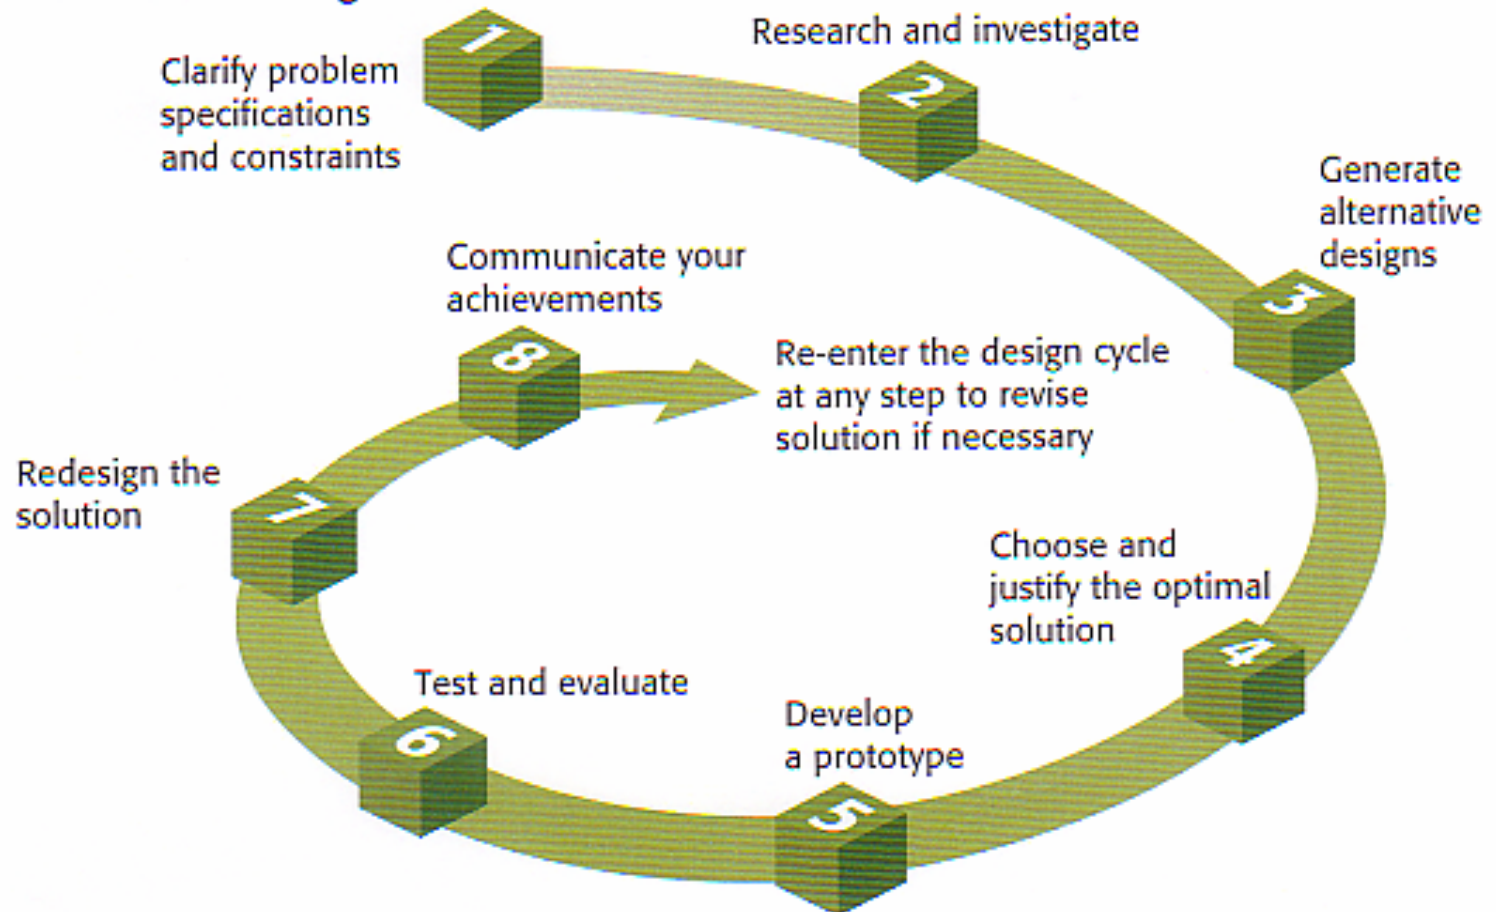 1
Clarify problem
specifications
and constraints
2
Research and investigate
3
Generate
alternative
designs
4
Choose and
justify the optimal
solution
5
Develop
a prototype
6
Test and evaluate
7
Redesign the
solution
8
Communicate your
achievements
Re-enter the design cycle
at any step to revise
solution if necessary